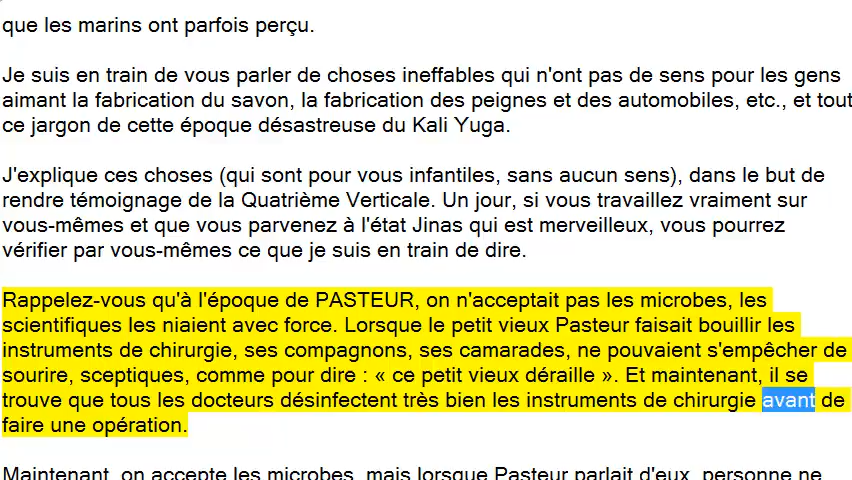 que les marins ont parfois perçu.
Je suis en train de vous parler de choses ineffables qui n'ont pas de sens pour les gens
aimant la fabrication du savon, la fabrication des peignes et des automobiles, etc., et tout
ce jargon de cette époque désastreuse du Kali Yuga.
J'explique ces choses (qui sont pour vous infantiles, sans aucun sens), dans le but de
rendre témoignage de la Quatrième Verticale. Un jour, si vous travaillez vraiment sur
vous-mêmes et que vous parvenez à l'état Jinas qui est merveilleux, vous pourrez
vérifier par vous-mêmes ce que je suis en train de dire.
Rappelez-vous qu'à l'époque de PASTEUR, on n'acceptait pas les microbes, les
scientifiques les niaient avec force. Lorsque le petit vieux Pasteur faisait bouillir les
instruments de chirurgie, ses compagnons, ses camarades, ne pouvaient s'empêcher de
sourire, sceptiques, comme pour dire : « ce petit vieux déraille ». Et maintenant, il se
trouve que tous les docteurs désinfectent très bien les instruments de chirurgie avant de
faire une opération.
Maintenant, on accepte les microbes, mais lorsque Pasteur parlait d'eux, personne ne